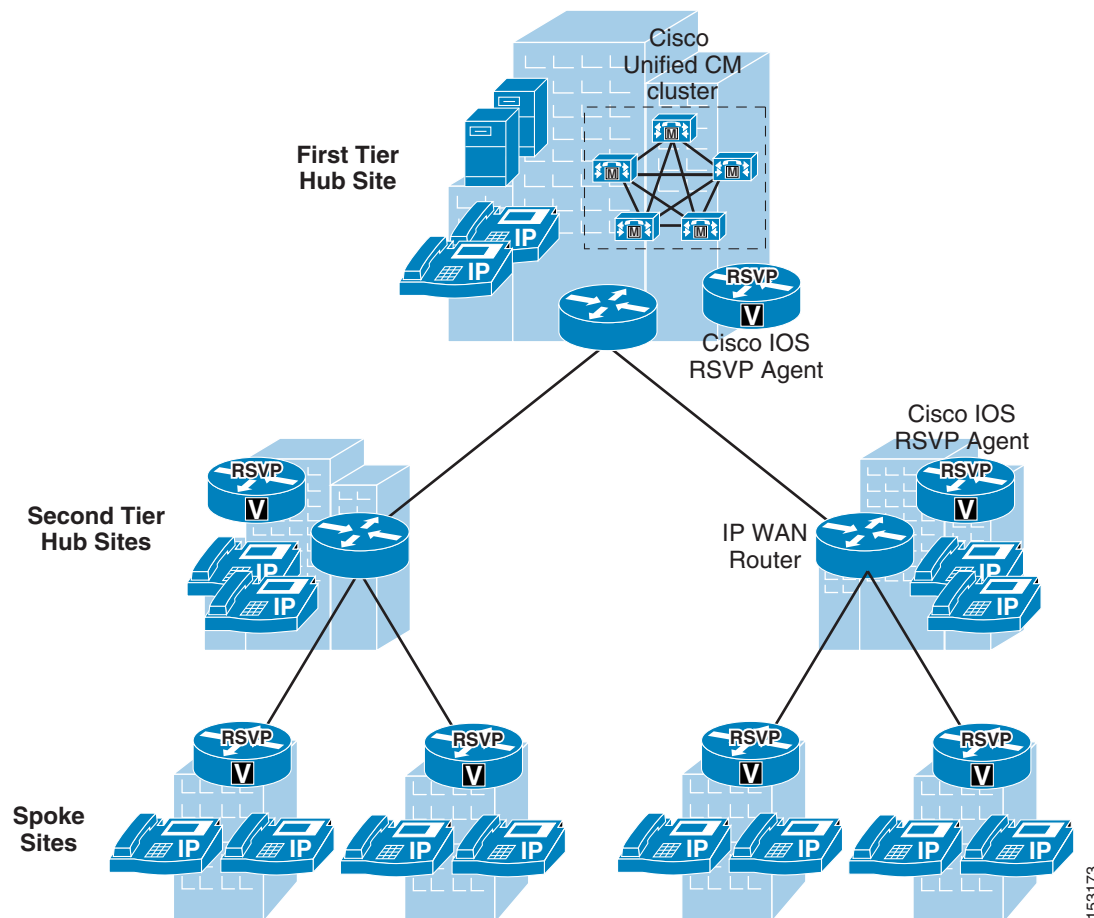 Cisco
Unified CM
cluster
First Tier
Hub Site
M
M
M
M
M
IP
IP
RSVP
V
Cisco IOS
RSVP Agent
Cisco IOS
RSVP Agent
RSVP
V
RSVP
V
Second Tier
Hub Sites
IP WAN
Router
IP
IP
IP
IP
RSVP
V
RSVP
V
RSVP
V
RSVP
V
Spoke
Sites
IP
IP
IP
IP
IP
IP
IP
IP
153173